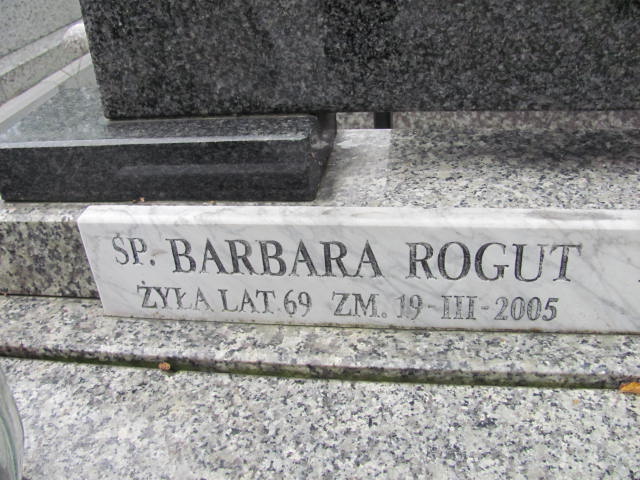 ŚP. BARBARA ROGUT
ŻYŁA LAT 69 ZM. 19-III-2005